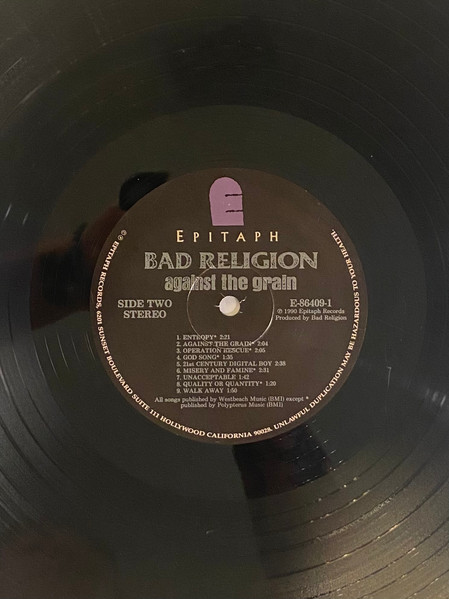 EPITAPH
BAD RELIGION
against the grain
SIDE TWO
STEREO
E-86409-1
℗ 1990 Epitaph Records
Produced by Bad Religion
1. ENTROPY* 2:21
2. AGAINST THE GRAIN* 2:04
3. OPERATION RESCUE* 2:05
4. GOD SONG* 1:35
5. 21st CENTURY DIGITAL BOY 2:38
6. MISERY AND FAMINE* 2:31
7. UNACCEPTABLE 1:42
8. QUALITY OR QUANTITY* 1:20
9. WALK AWAY 1:50
All songs published by Westbeach Music (BMI) except *
published by Polypterus Music (BMI)
℗ EPITAPH RECORDS, 6201 SUNSET BOULEVARD SUITE 111 HOLLYWOOD CALIFORNIA 90028. UNLAWFUL DUPLICATION MAY BE HAZARDOUS TO YOUR HEALTH.